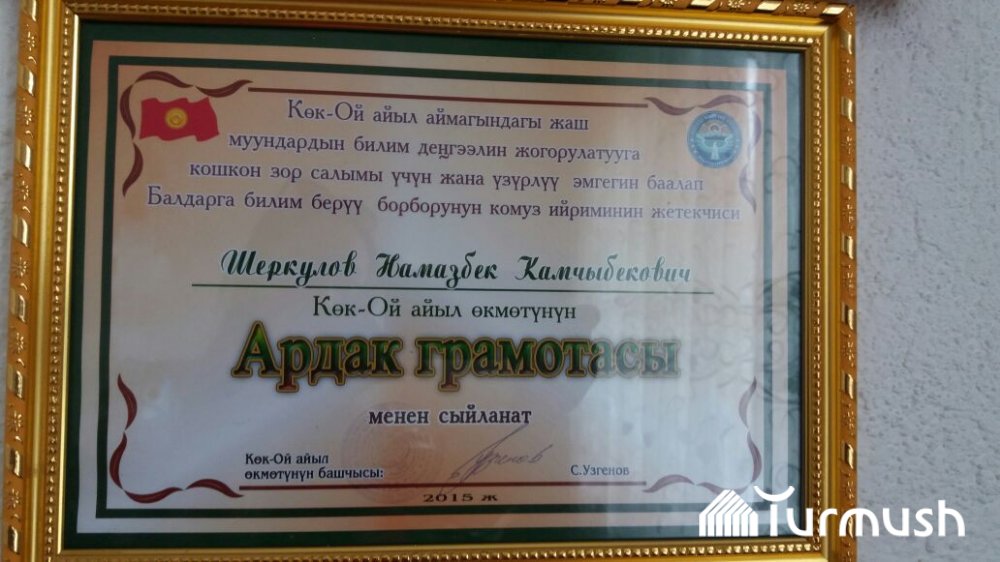 Көк-Ой айыл аймагындагы жаш
муундардын билим деңгээлин жогорулатууга
кошкон зор салымы үчүн жана үзүрлүү эмгегин баалап
Балдарга билим берүү борборунун комуз ийриминин жетекчиси
Шеркулов Намазбек Камчыбекович
Көк-Ой айыл өкмөтүнүн
Ардак грамотасы
менен сыйланат
Көк-Ой айыл
өкмөтүнүн башчысы:
С.Узгенов
2015 ж
Turmush